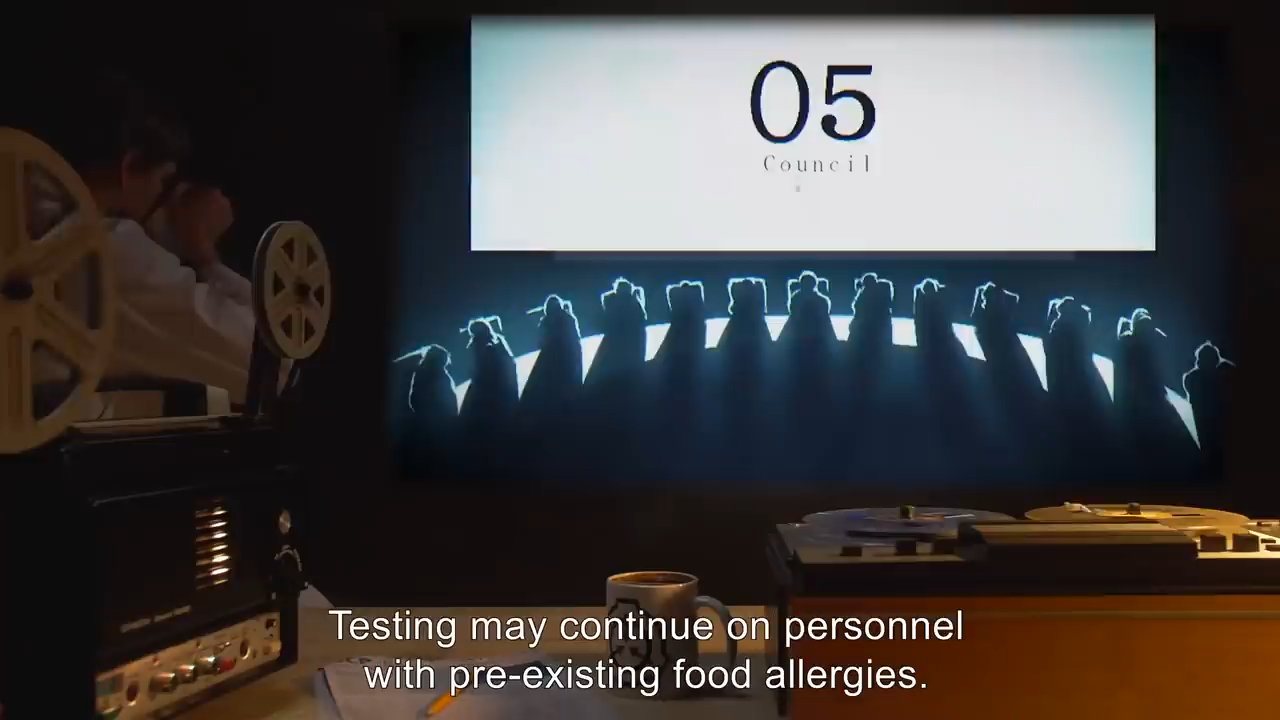 05
Council
Testing may continue on personnel
with pre-existing food allergies.